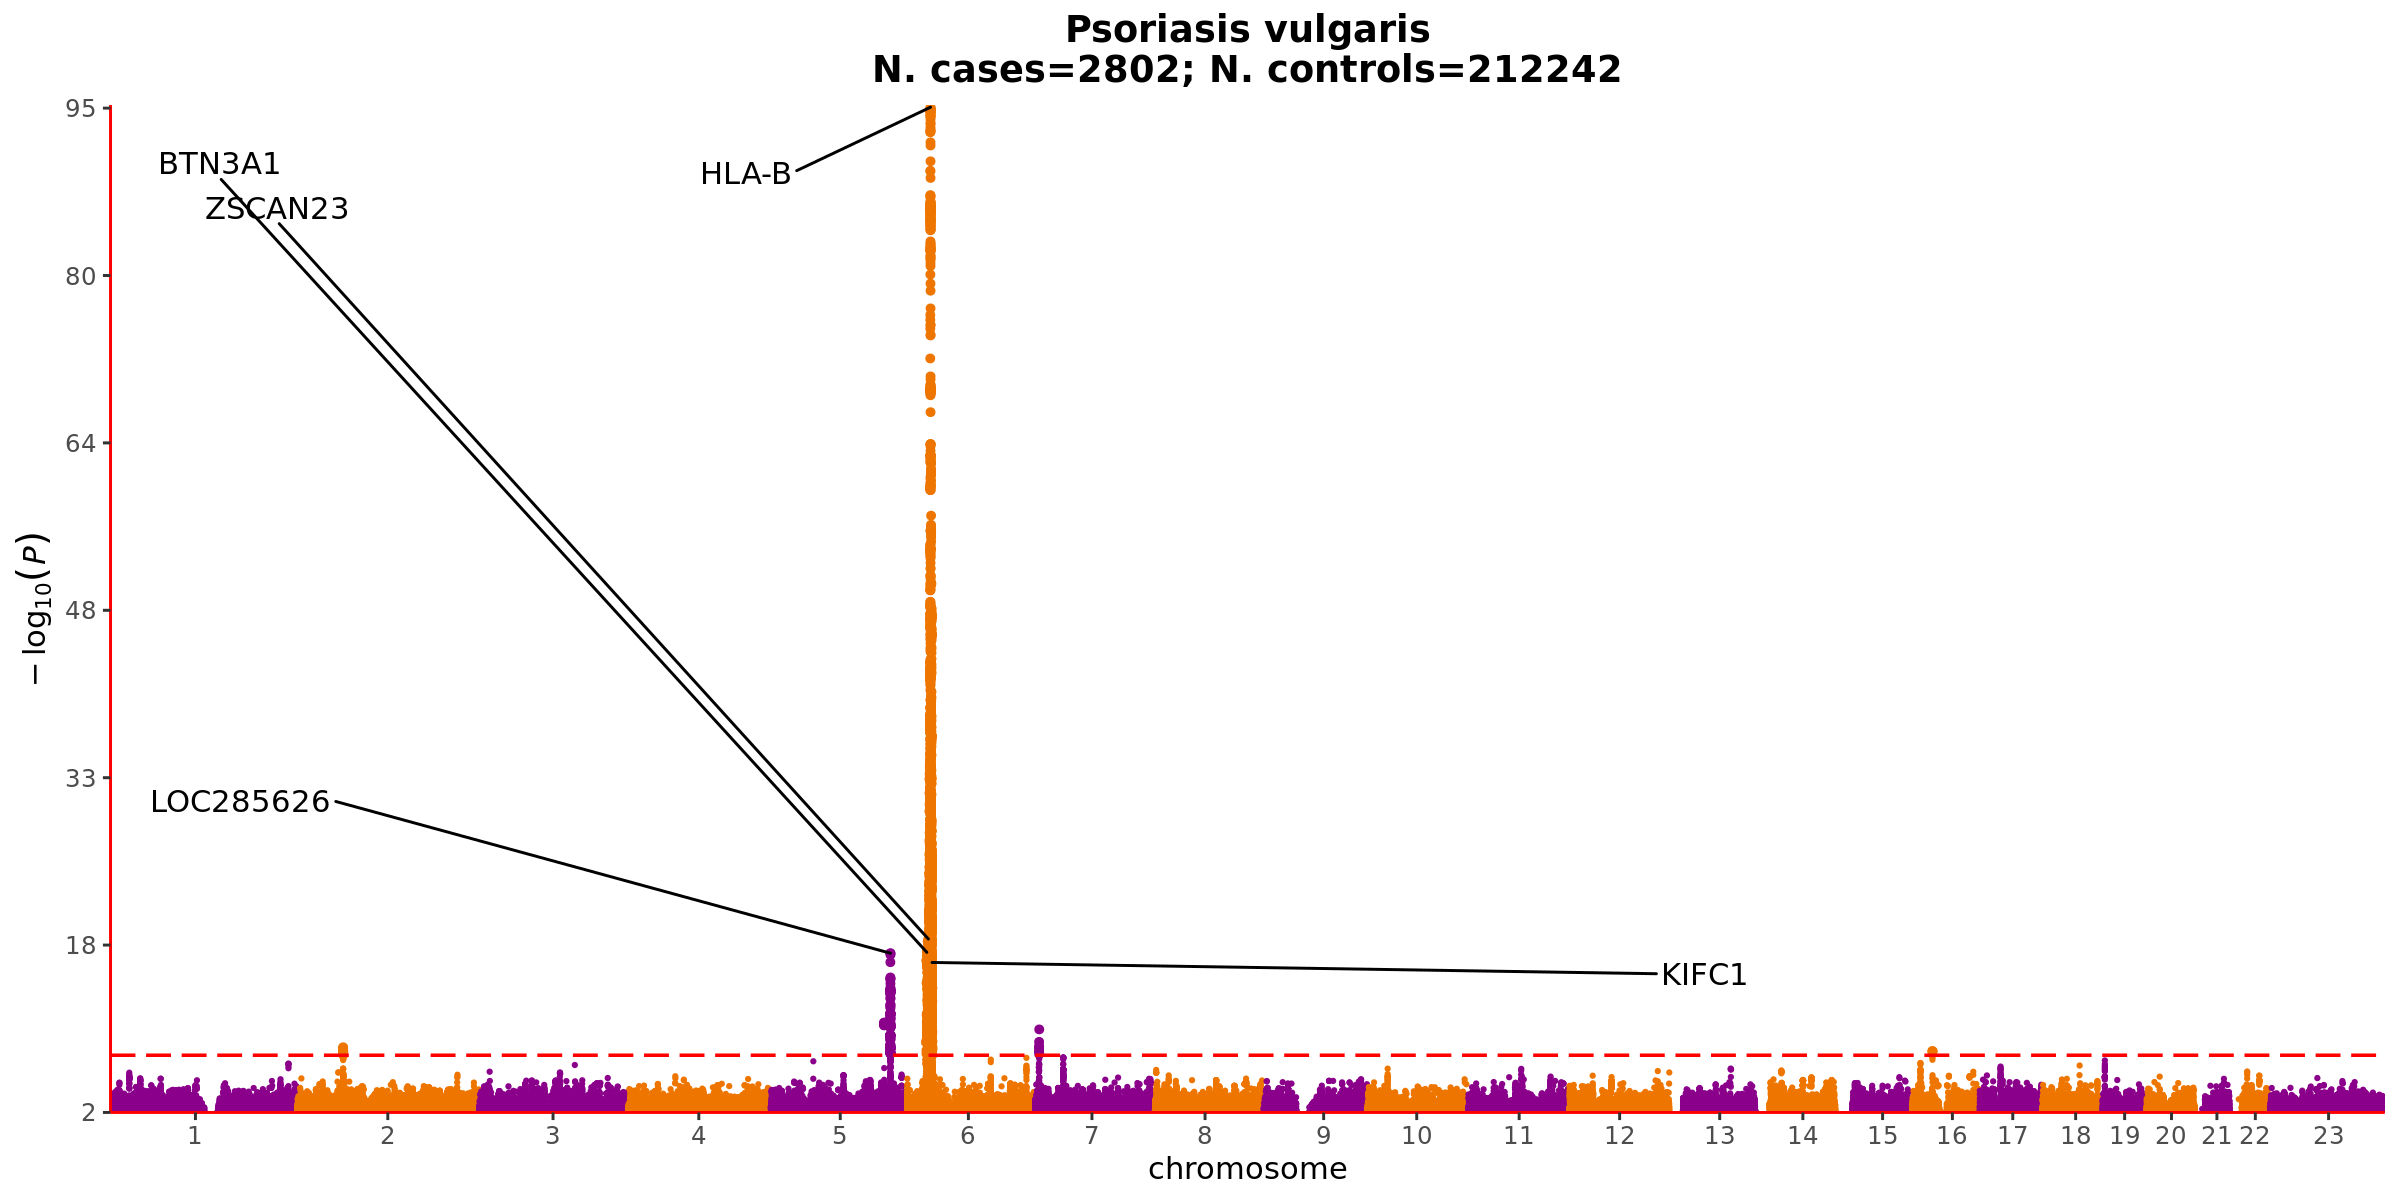 Psoriasis vulgaris
N. cases=2802; N. controls=212242
95
80
64
48
33
18
2
−log10(P)
BTN3A1
ZSCAN23
HLA-B
LOC285626
KIFC1
1 2 3 4 5 6 7 8 9 10 11 12 13 14 15 16 17 18 19 20 21 22 23
chromosome